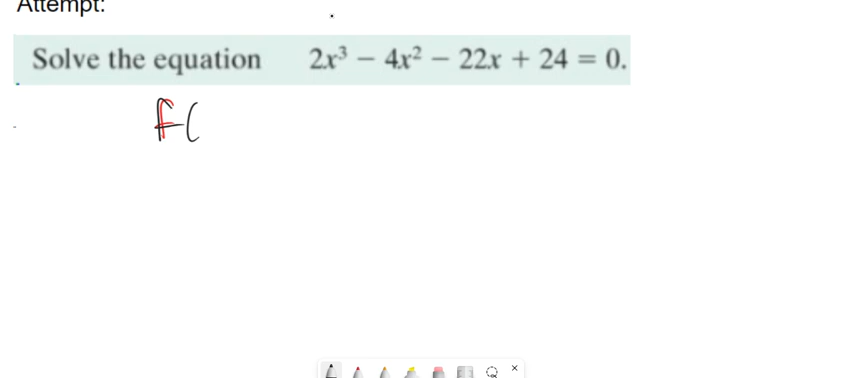 Attempt:
Solve the equation 2x³ − 4x² − 22x + 24 = 0.
F(